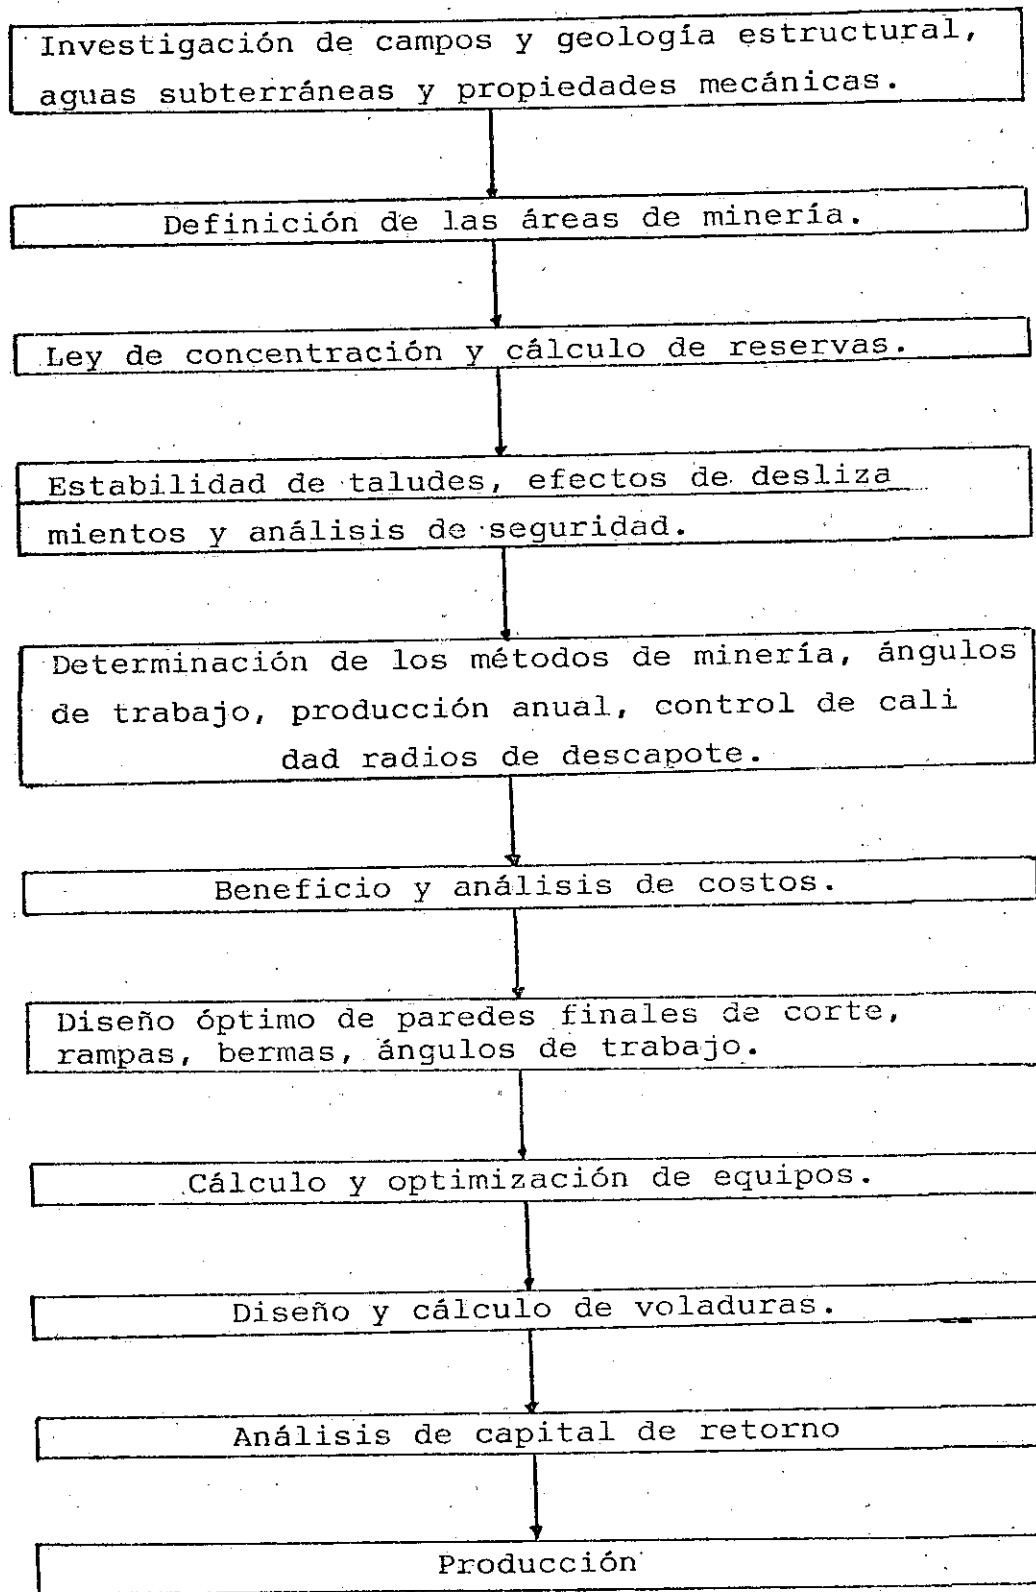 Investigación de campos y geología estructural,
aguas subterráneas y propiedades mecánicas.
Definición de las áreas de minería.
Ley de concentración y cálculo de reservas.
Estabilidad de taludes, efectos de desliza
mientos y análisis de seguridad.
Determinación de los métodos de minería, ángulos
de trabajo, producción anual, control de cali
dad radios de descapote.
Beneficio y análisis de costos.
Diseño óptimo de paredes finales de corte,
rampas, bermas, ángulos de trabajo.
Cálculo y optimización de equipos.
Diseño y cálculo de voladuras.
Análisis de capital de retorno
Producción